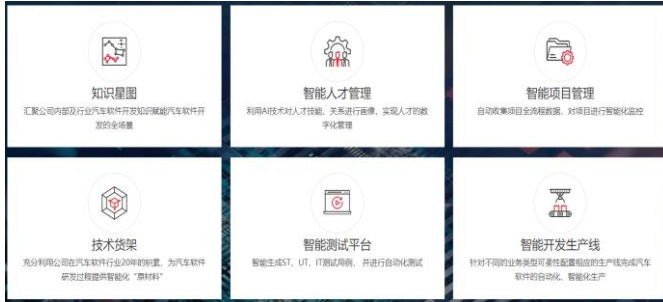 知识星图
汇聚公司内部及行业汽车软件开发知识赋能汽车软件开
发的全场景
智能人才管理
利用AI技术对人才技能、关系进行画像，实现人才的数
字化管理
智能项目管理
自动收集项目全流程数据，对项目进行智能化监控
技术货架
充分利用公司在汽车软件行业20年的积累，为汽车软件
研发过程提供智能化“原材料”
智能测试平台
智能生成ST、UT、IT测试用例，并进行自动化测试
智能开发生产线
针对不同的业务类型可柔性配置相应的生产线完成汽车
软件的自动化、智能化生产